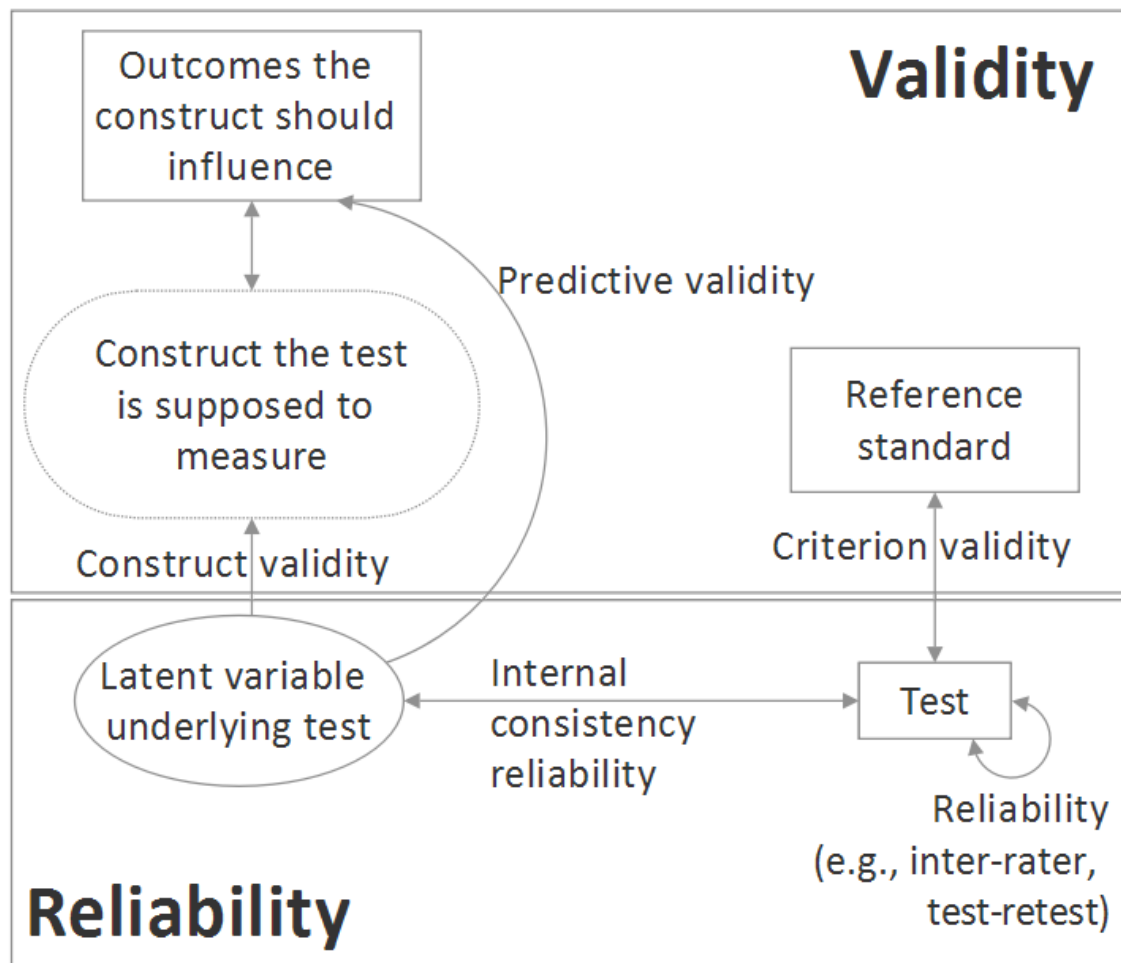 Validity
Outcomes the
construct should
influence
Predictive validity
Construct the test
is supposed to
measure
Reference
standard
Construct validity
Criterion validity
Latent variable
underlying test
Internal
consistency
reliability
Test
Reliability
(e.g., inter-rater,
test-retest)
Reliability